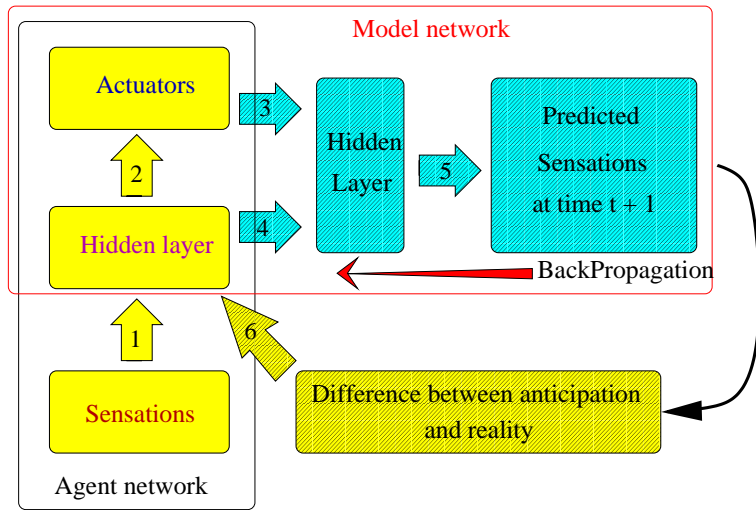 Model network
Actuators
3
Hidden
Layer
5
Predicted
Sensations
at time t + 1
2
Hidden layer
4
BackPropagation
1
6
Sensations
Difference between anticipation
and reality
Agent network